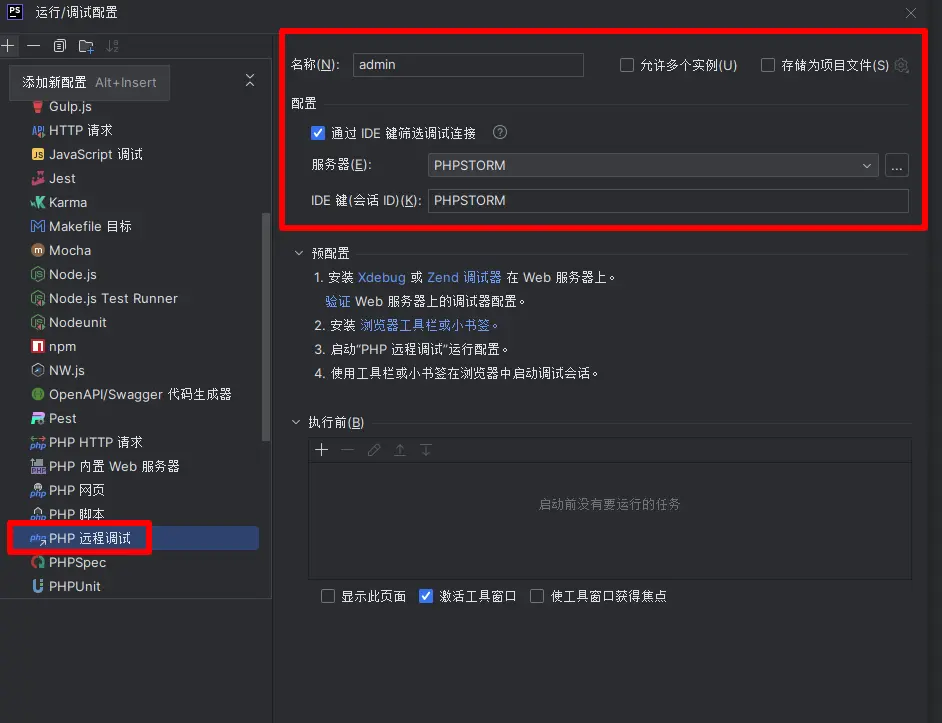 PS 运行/调试配置
添加新配置 Alt+Insert
Gulp.js
API HTTP 请求
JS JavaScript 调试
Jest
Karma
Makefile 目标
m Mocha
Node.js
Node.js Test Runner
Nodeunit
npm
NW.js
OpenAPI/Swagger 代码生成器
Pest
php PHP HTTP 请求
PHP PHP 内置 Web 服务器
php PHP 网页
php PHP 脚本
php PHP 远程调试
PHPSpec
PHPUnit
名称(N): admin 允许多个实例(U) 存储为项目文件(S)
配置
通过 IDE 键筛选调试连接 ?
服务器(E): PHPSTORM ...
IDE 键(会话 ID)(K): PHPSTORM
预配置
1. 安装 Xdebug 或 Zend 调试器 在 Web 服务器上。
验证 Web 服务器上的调试器配置。
2. 安装 浏览器工具栏或小书签。
3. 启动“PHP 远程调试”运行配置。
4. 使用工具栏或小书签在浏览器中启动调试会话。
执行前(B)
启动前没有要运行的任务
显示此页面 激活工具窗口 使工具窗口获得焦点